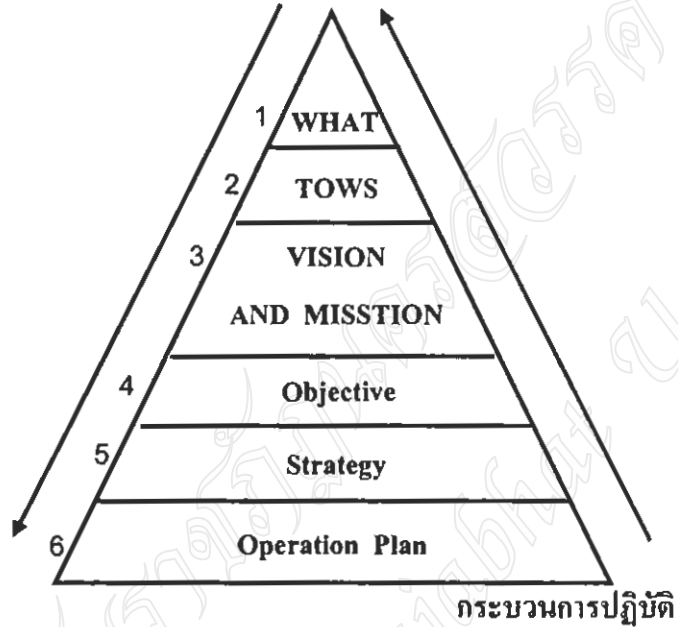 1 WHAT
2 TOWS
3 VISION
AND MISSTION
4 Objective
5 Strategy
6 Operation Plan
กระบวนการปฏิบัติ